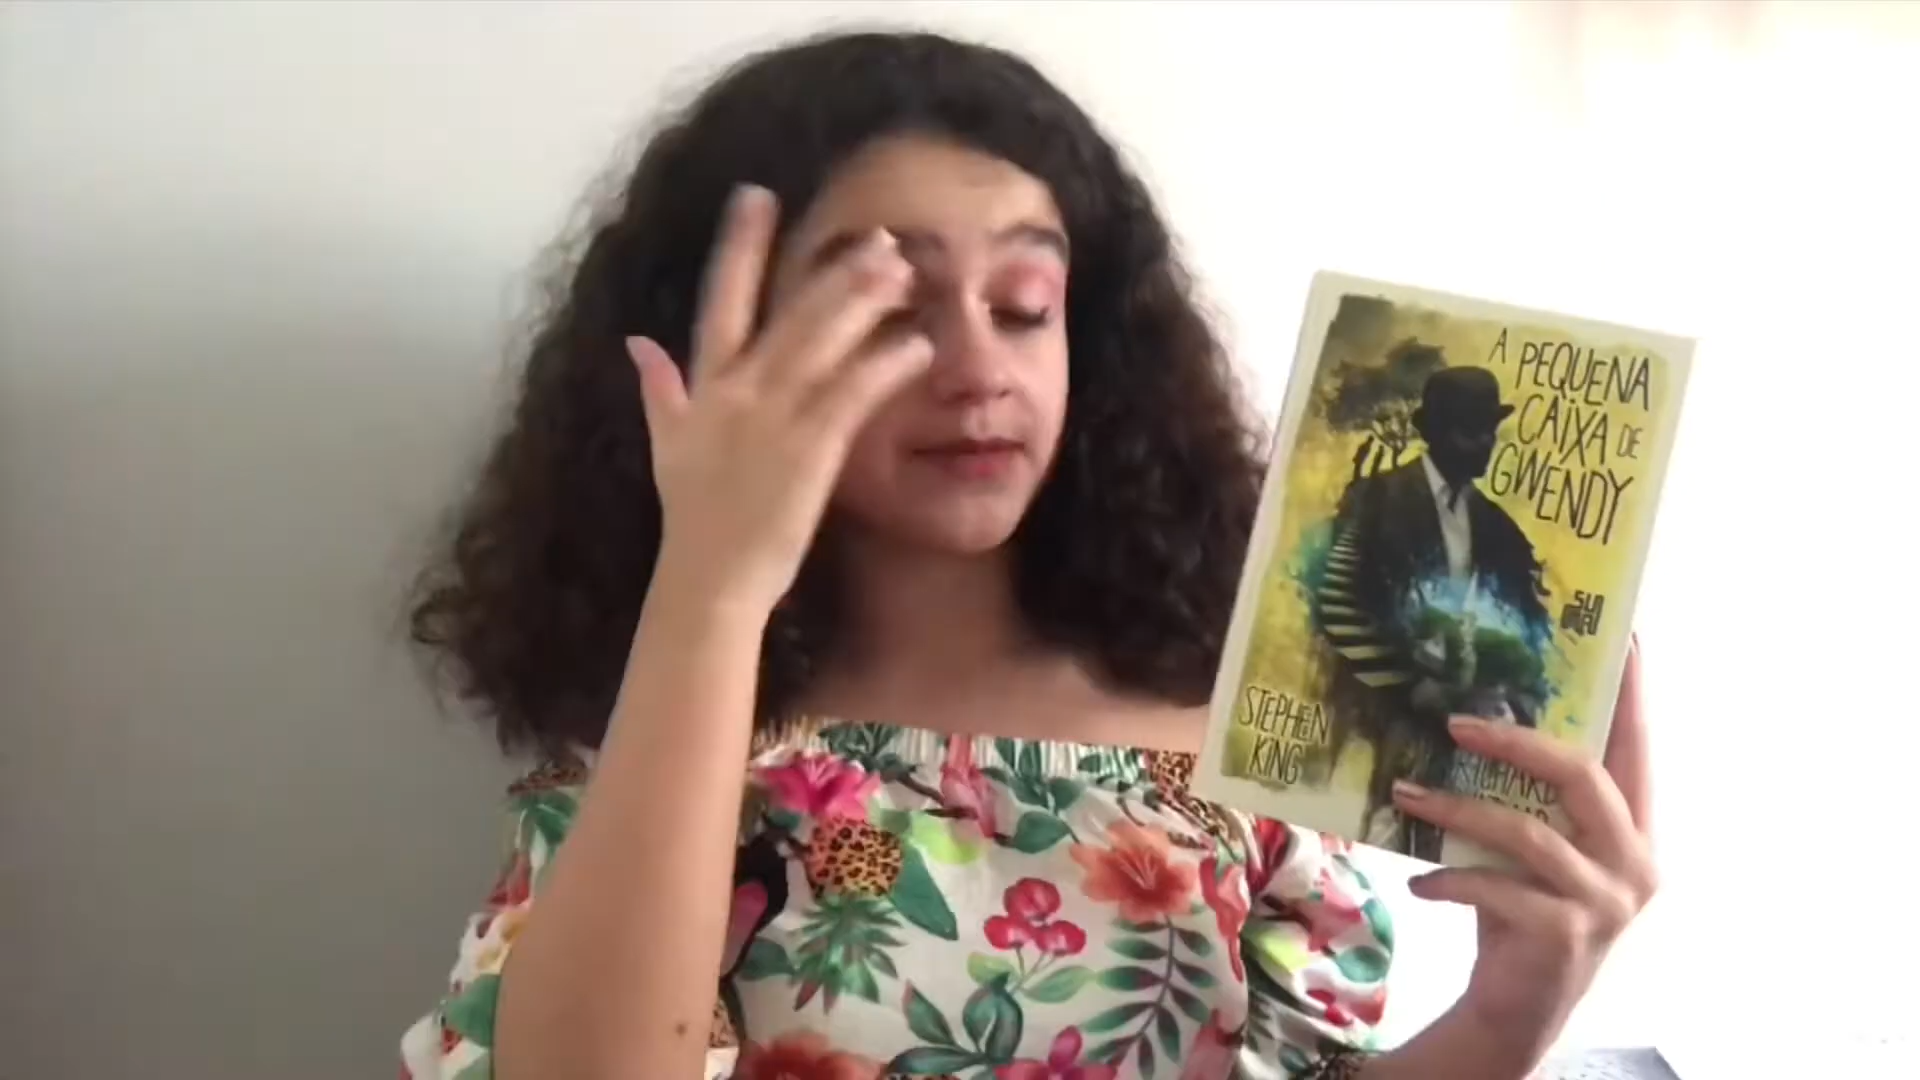 A PEQUENA
CAIXA DE
GWENDY
STEPHEN
KING